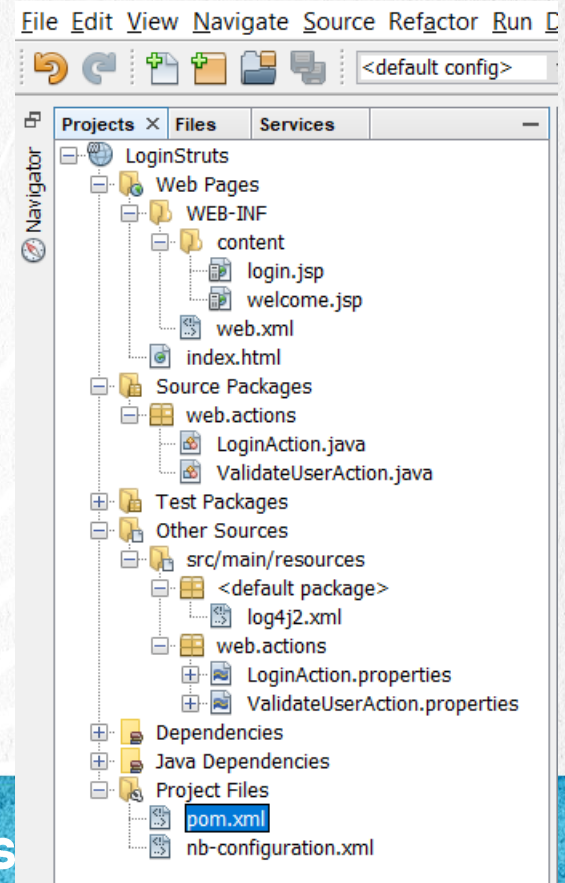 File Edit View Navigate Source Refactor Run D
<default config>
Projects × Files Services
Navigator
LoginStruts
Web Pages
WEB-INF
content
login.jsp
welcome.jsp
web.xml
index.html
Source Packages
web.actions
LoginAction.java
ValidateUserAction.java
Test Packages
Other Sources
src/main/resources
<default package>
log4j2.xml
web.actions
LoginAction.properties
ValidateUserAction.properties
Dependencies
Java Dependencies
Project Files
pom.xml
nb-configuration.xml
s